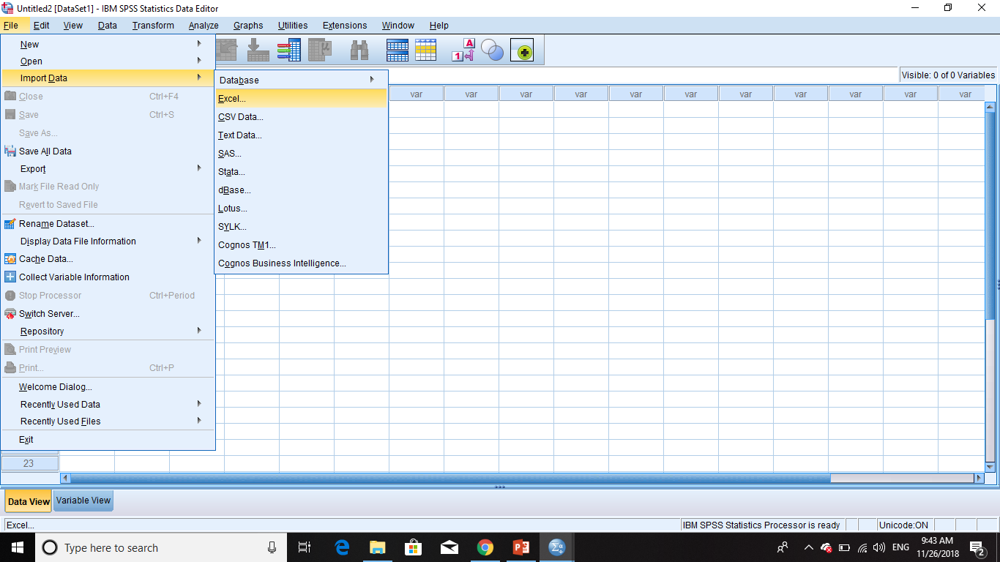 Untitled2 [DataSet1] - IBM SPSS Statistics Data Editor
File Edit View Data Transform Analyze Graphs Utilities Extensions Window Help
New
Open
Import Data
Close Ctrl+F4
Save Ctrl+S
Save As...
Save All Data
Export
Mark File Read Only
Revert to Saved File
Rename Dataset...
Display Data File Information
Cache Data...
Collect Variable Information
Stop Processor Ctrl+Period
Switch Server...
Repository
Print Preview
Print... Ctrl+P
Welcome Dialog...
Recently Used Data
Recently Used Files
Exit
Database
Excel...
CSV Data...
Text Data...
SAS...
Stata...
dBase...
Lotus...
SYLK...
Cognos TM1...
Cognos Business Intelligence...
Visible: 0 of 0 Variables
var var var var var var var var var var var
23
Data View Variable View
Excel... IBM SPSS Statistics Processor is ready Unicode:ON
Type here to search
ENG
9:43 AM
11/26/2018
2